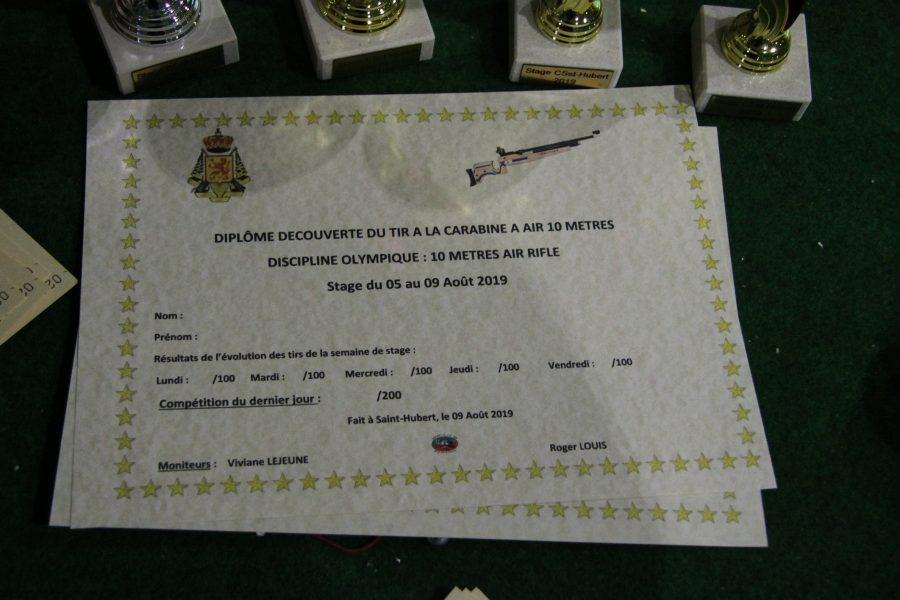 Stage CSst-Hubert
2019
DIPLÔME DECOUVERTE DU TIR A LA CARABINE A AIR 10 METRES
DISCIPLINE OLYMPIQUE : 10 METRES AIR RIFLE
Stage du 05 au 09 Août 2019
Nom :
Prénom :
Résultats de l'évolution des tirs de la semaine de stage :
Lundi : /100 Mardi : /100 Mercredi : /100 Jeudi : /100 Vendredi : /100
Compétition du dernier jour : /200
Fait à Saint-Hubert, le 09 Août 2019
Moniteurs : Viviane LEJEUNE Roger LOUIS